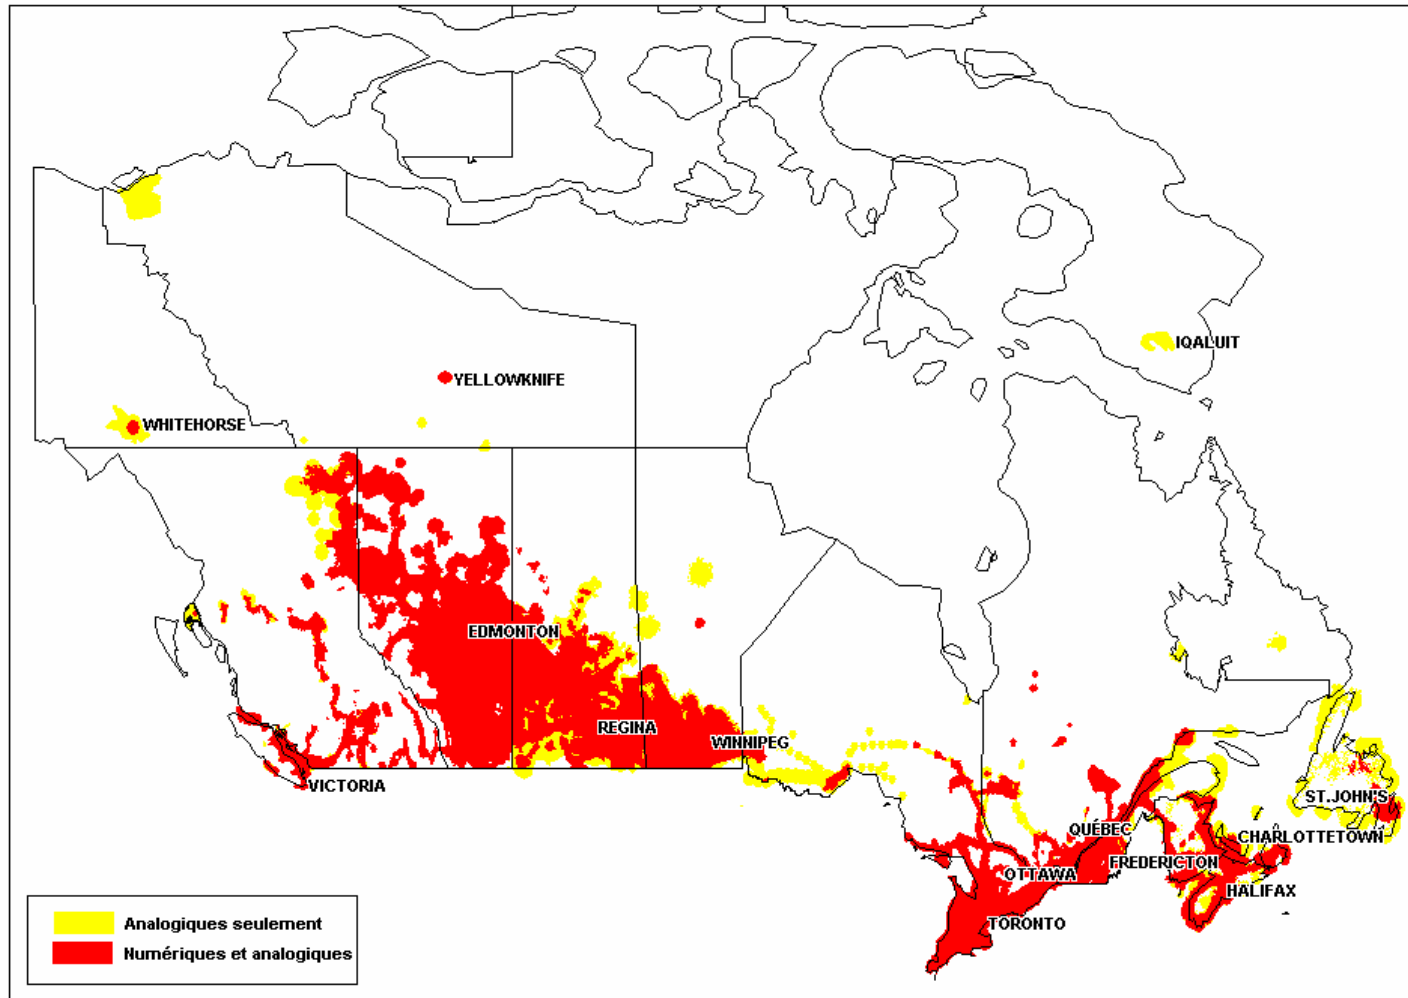 IQALUIT
YELLOWKNIFE
WHITEHORSE
EDMONTON
REGINA
WINNIPEG
VICTORIA
ST.JOHN'S
QUÉBEC
CHARLOTTETOWN
FREDERICTON
OTTAWA
HALIFAX
TORONTO
Analogiques seulement
Numériques et analogiques